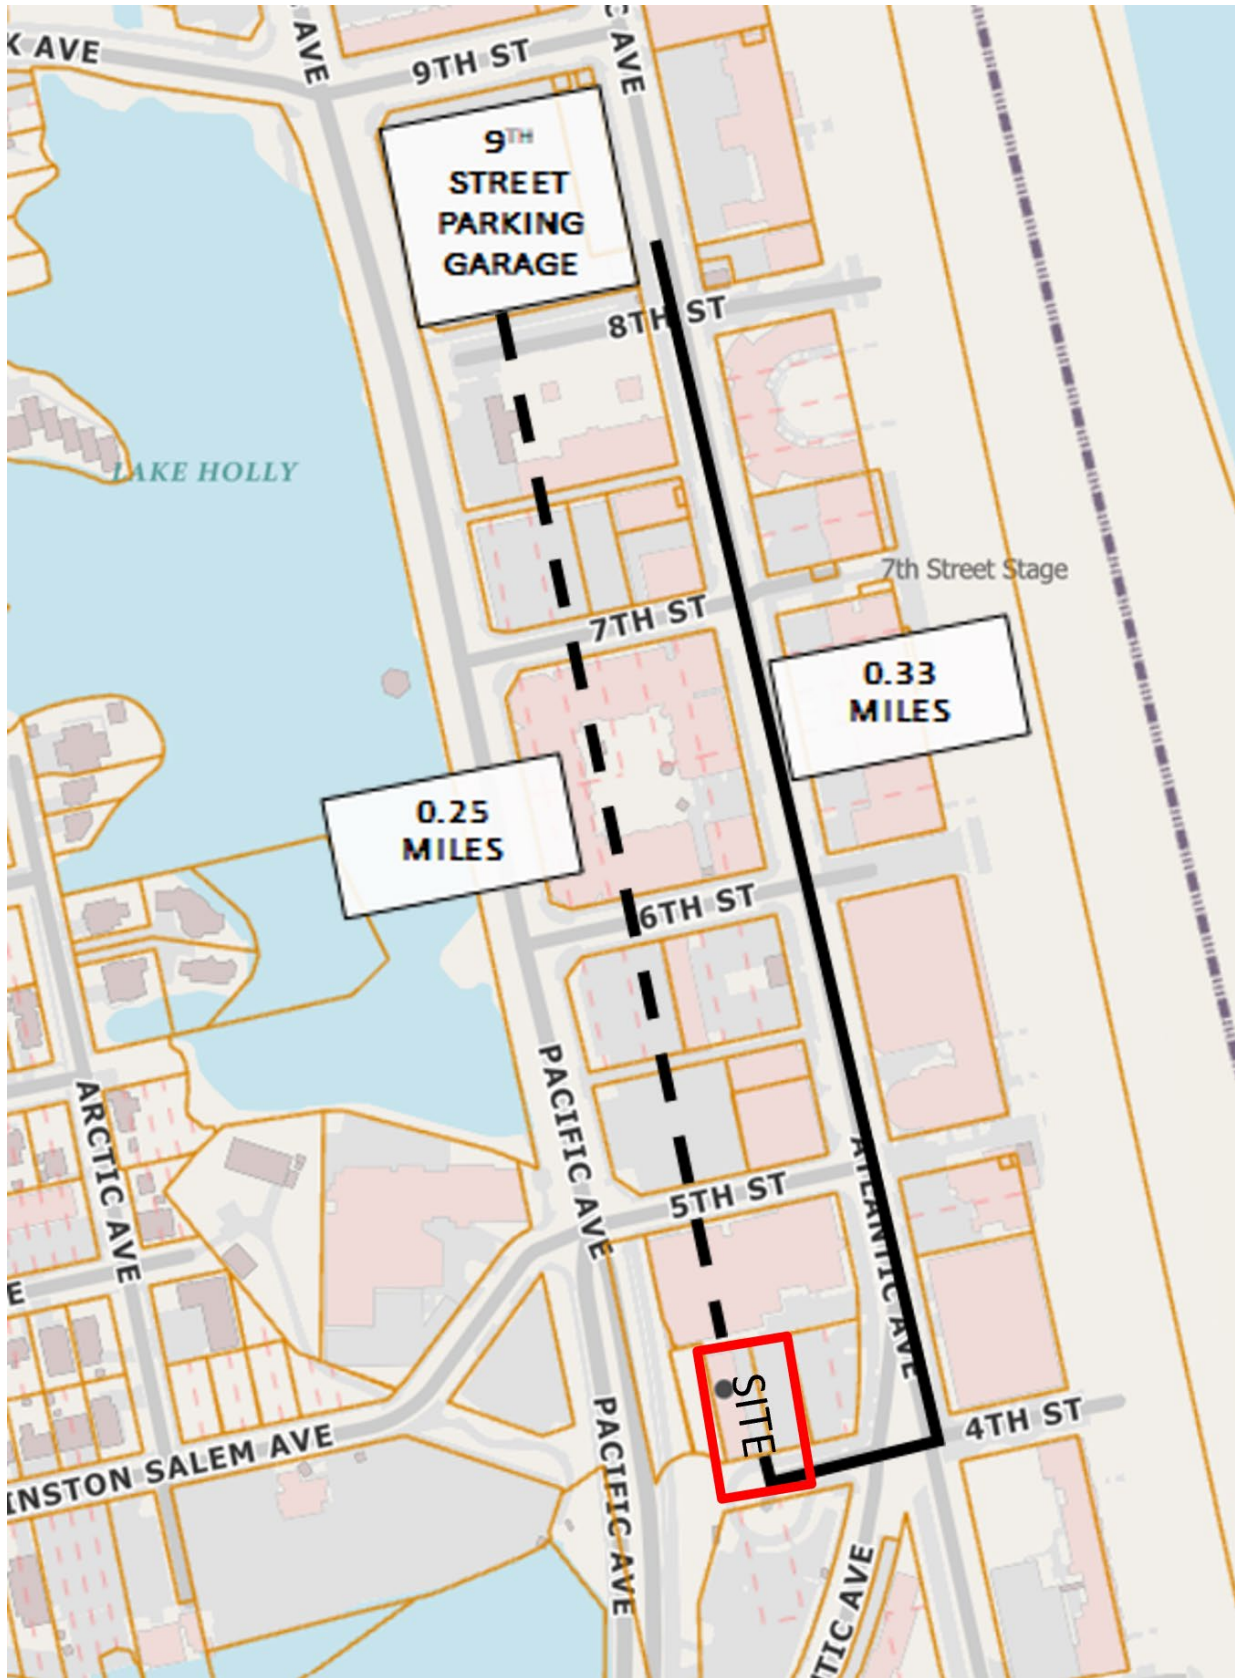 K AVE
AVE
C AVE
9TH ST
9TH
STREET
PARKING
GARAGE
8TH ST
LAKE HOLLY
7th Street Stage
7TH ST
0.33
MILES
0.25
MILES
6TH ST
PACIFIC AVE
ARCTIC AVE
ATLANTIC AVE
5TH ST
E
SITE
4TH ST
INSTON SALEM AVE
PACIFIC AVE
TIC AVE